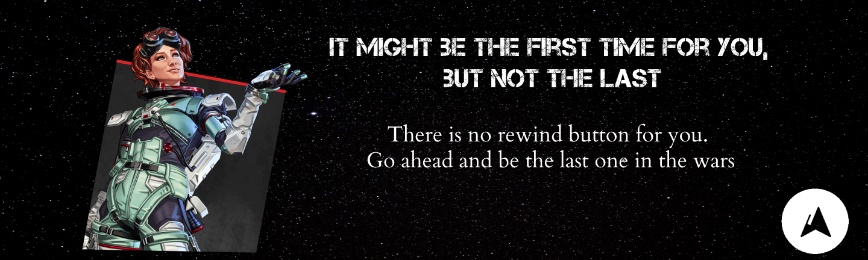 IT MIGHT BE THE FIRST TIME FOR YOU,
BUT NOT THE LAST
There is no rewind button for you.
Go ahead and be the last one in the wars